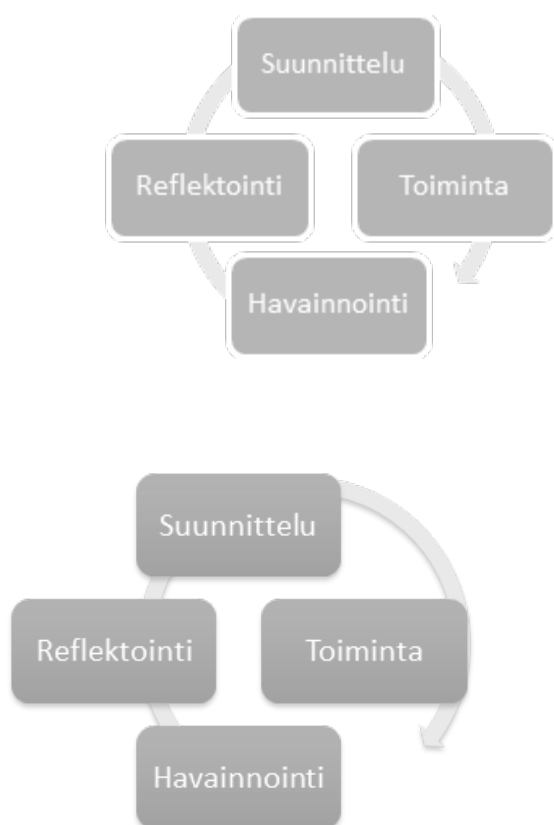 Suunnittelu
Reflektointi
Toiminta
Havainnointi
Suunnittelu
Reflektointi
Toiminta
Havainnointi